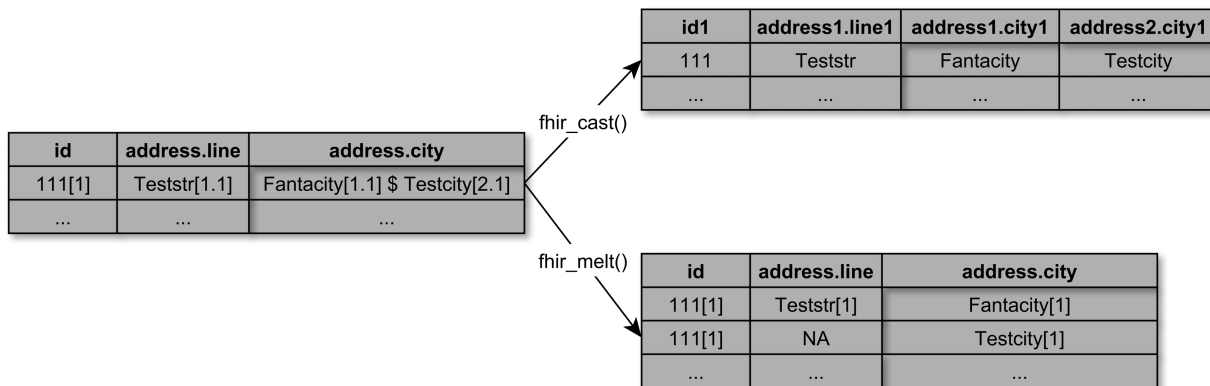 id1 address1.line1 address1.city1 address2.city1
111 Teststr Fantacity Testcity
... ... ... ...
fhir_cast()
id address.line address.city
111[1] Teststr[1.1] Fantacity[1.1] $ Testcity[2.1]
... ... ...
fhir_melt()
id address.line address.city
111[1] Teststr[1] Fantacity[1]
111[1] NA Testcity[1]
... ... ...